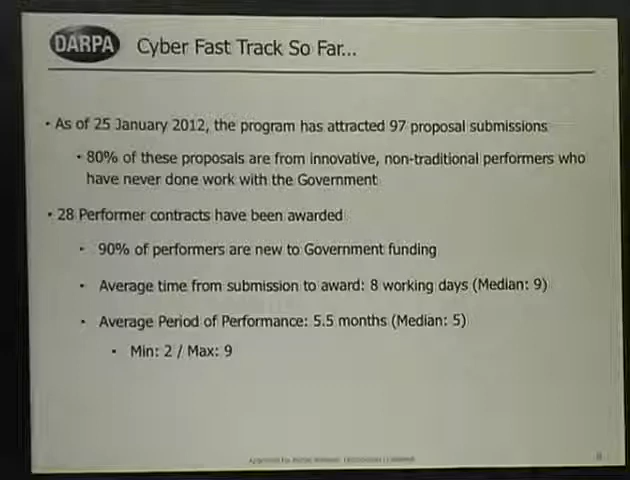 DARPA
Cyber Fast Track So Far...
• As of 25 January 2012, the program has attracted 97 proposal submissions
• 80% of these proposals are from innovative, non-traditional performers who
have never done work with the Government
• 28 Performer contracts have been awarded
• 90% of performers are new to Government funding
• Average time from submission to award: 8 working days (Median: 9)
• Average Period of Performance: 5.5 months (Median: 5)
• Min: 2 / Max: 9